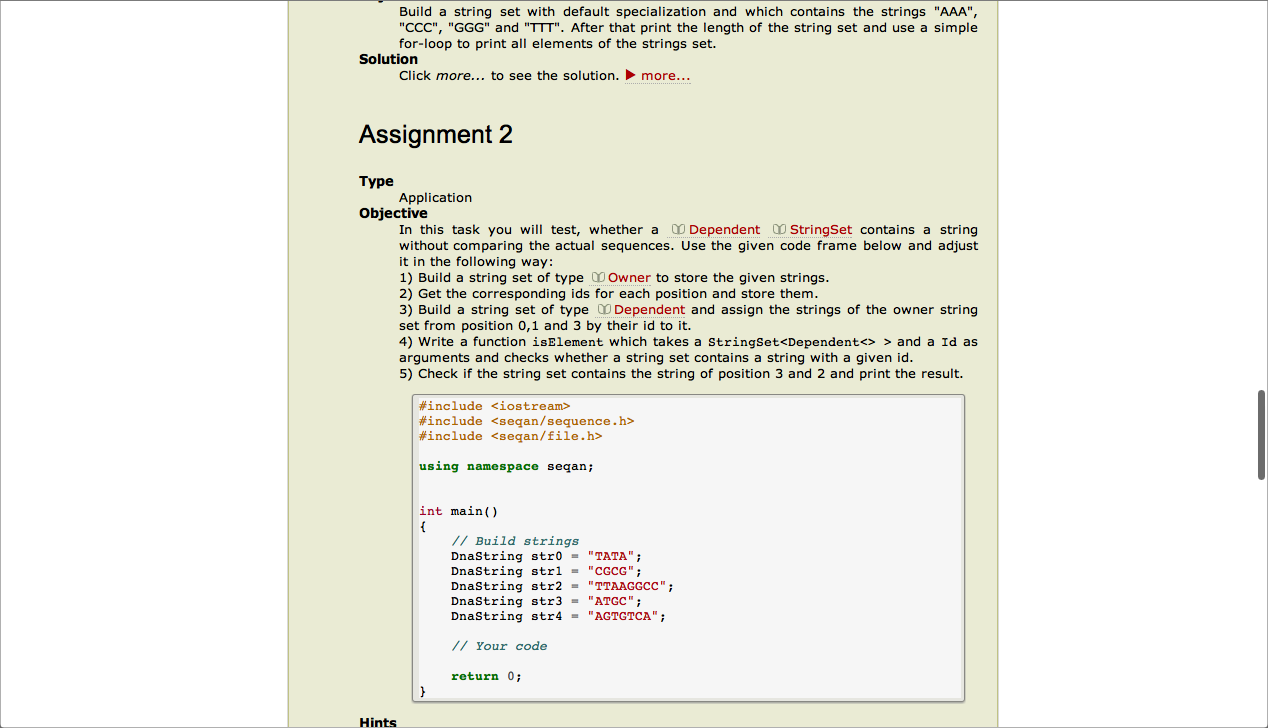 Build a string set with default specialization and which contains the strings "AAA",
"CCC", "GGG" and "TTT". After that print the length of the string set and use a simple
for-loop to print all elements of the strings set.
Solution
Click more... to see the solution. more...
Assignment 2
Type
Application
Objective
In this task you will test, whether a Dependent StringSet contains a string
without comparing the actual sequences. Use the given code frame below and adjust
it in the following way:
1) Build a string set of type Owner to store the given strings.
2) Get the corresponding ids for each position and store them.
3) Build a string set of type Dependent and assign the strings of the owner string
set from position 0,1 and 3 by their id to it.
4) Write a function isElement which takes a StringSet<Dependent<> > and a Id as
arguments and checks whether a string set contains a string with a given id.
5) Check if the string set contains the string of position 3 and 2 and print the result.
#include <iostream>
#include <seqan/sequence.h>
#include <seqan/file.h>
using namespace seqan;
int main()
{
// Build strings
DnaString str0 = "TATA";
DnaString str1 = "CGCG";
DnaString str2 = "TTAAGGCC";
DnaString str3 = "ATGC";
DnaString str4 = "AGTGTCA";
// Your code
return 0;
}
Hints